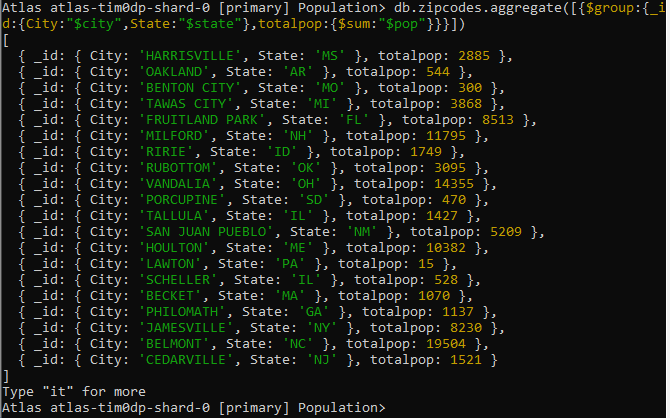 Atlas atlas-tim0dp-shard-0 [primary] Population> db.zipcodes.aggregate([{$group:{_i
d:{City:"$city",State:"$state"},totalpop:{$sum:"$pop"}}}])
[
  { _id: { City: 'HARRISVILLE', State: 'MS' }, totalpop: 2885 },
  { _id: { City: 'OAKLAND', State: 'AR' }, totalpop: 544 },
  { _id: { City: 'BENTON CITY', State: 'MO' }, totalpop: 300 },
  { _id: { City: 'TAWAS CITY', State: 'MI' }, totalpop: 3868 },
  { _id: { City: 'FRUITLAND PARK', State: 'FL' }, totalpop: 8513 },
  { _id: { City: 'MILFORD', State: 'NH' }, totalpop: 11795 },
  { _id: { City: 'RIRIE', State: 'ID' }, totalpop: 1749 },
  { _id: { City: 'RUBOTTOM', State: 'OK' }, totalpop: 3095 },
  { _id: { City: 'VANDALIA', State: 'OH' }, totalpop: 14355 },
  { _id: { City: 'PORCUPINE', State: 'SD' }, totalpop: 470 },
  { _id: { City: 'TALLULA', State: 'IL' }, totalpop: 1427 },
  { _id: { City: 'SAN JUAN PUEBLO', State: 'NM' }, totalpop: 5209 },
  { _id: { City: 'HOULTON', State: 'ME' }, totalpop: 10382 },
  { _id: { City: 'LAWTON', State: 'PA' }, totalpop: 15 },
  { _id: { City: 'SCHELLER', State: 'IL' }, totalpop: 528 },
  { _id: { City: 'BECKET', State: 'MA' }, totalpop: 1070 },
  { _id: { City: 'PHILOMATH', State: 'GA' }, totalpop: 1137 },
  { _id: { City: 'JAMESVILLE', State: 'NY' }, totalpop: 8230 },
  { _id: { City: 'BELMONT', State: 'NC' }, totalpop: 19504 },
  { _id: { City: 'CEDARVILLE', State: 'NJ' }, totalpop: 1521 }
]
Type "it" for more
Atlas atlas-tim0dp-shard-0 [primary] Population>